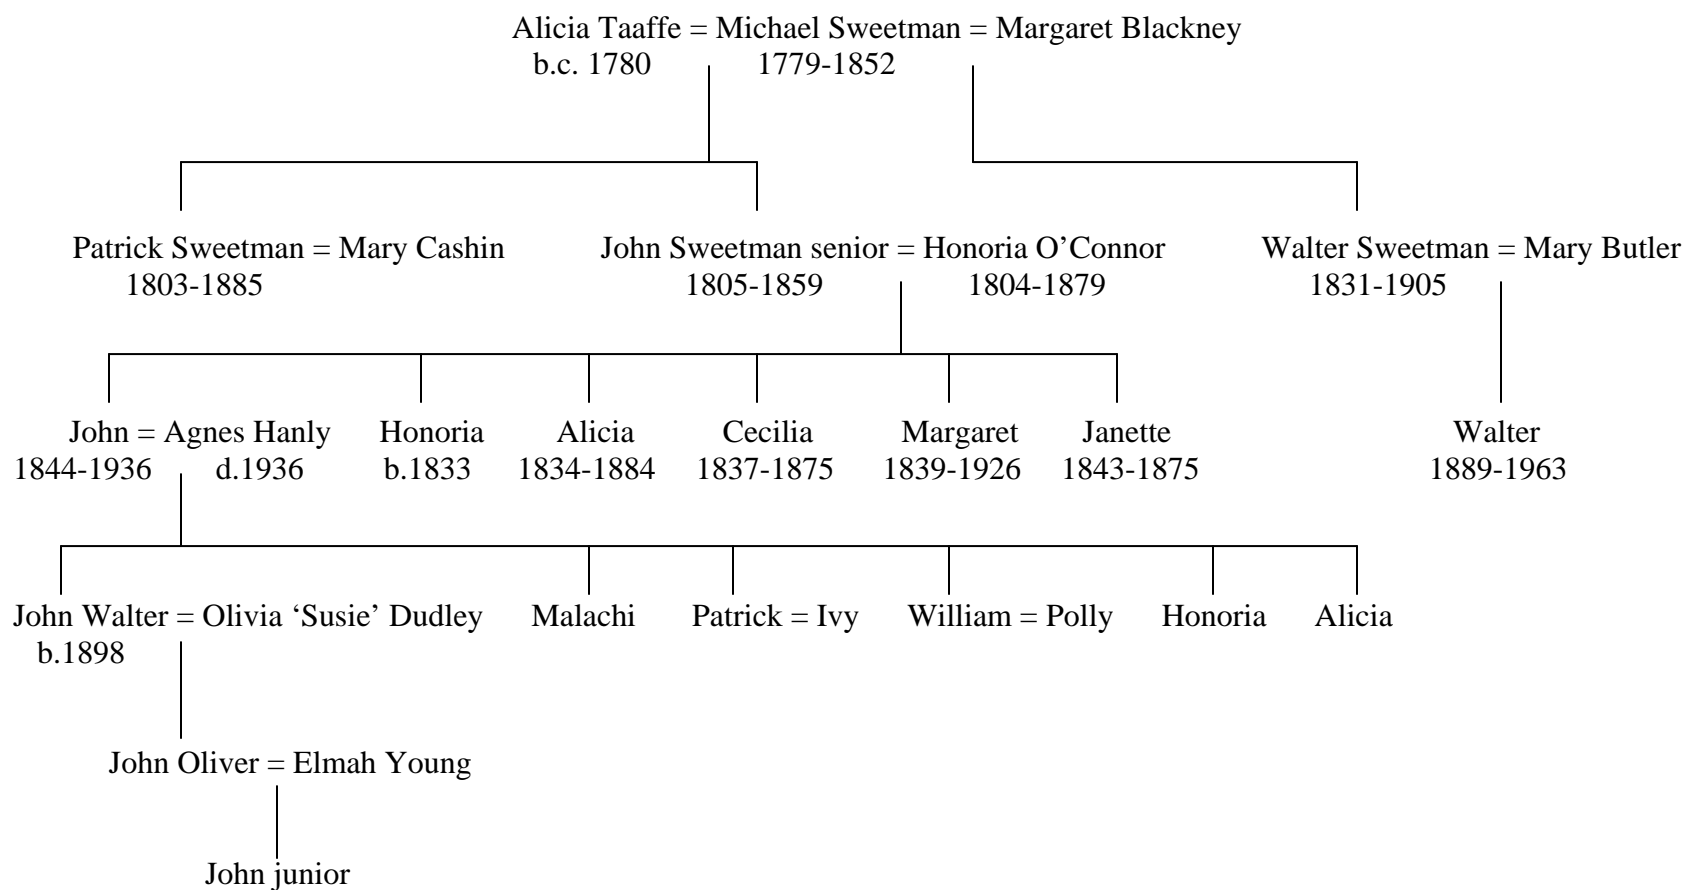 Alicia Taaffe = Michael Sweetman = Margaret Blackney
b.c. 1780 1779-1852
Patrick Sweetman = Mary Cashin John Sweetman senior = Honoria O’Connor Walter Sweetman = Mary Butler
1803-1885 1805-1859 1804-1879 1831-1905
John = Agnes Hanly Honoria Alicia Cecilia Margaret Janette Walter
1844-1936 d.1936 b.1833 1834-1884 1837-1875 1839-1926 1843-1875 1889-1963
John Walter = Olivia ‘Susie’ Dudley Malachi Patrick = Ivy William = Polly Honoria Alicia
b.1898
John Oliver = Elmah Young
John junior